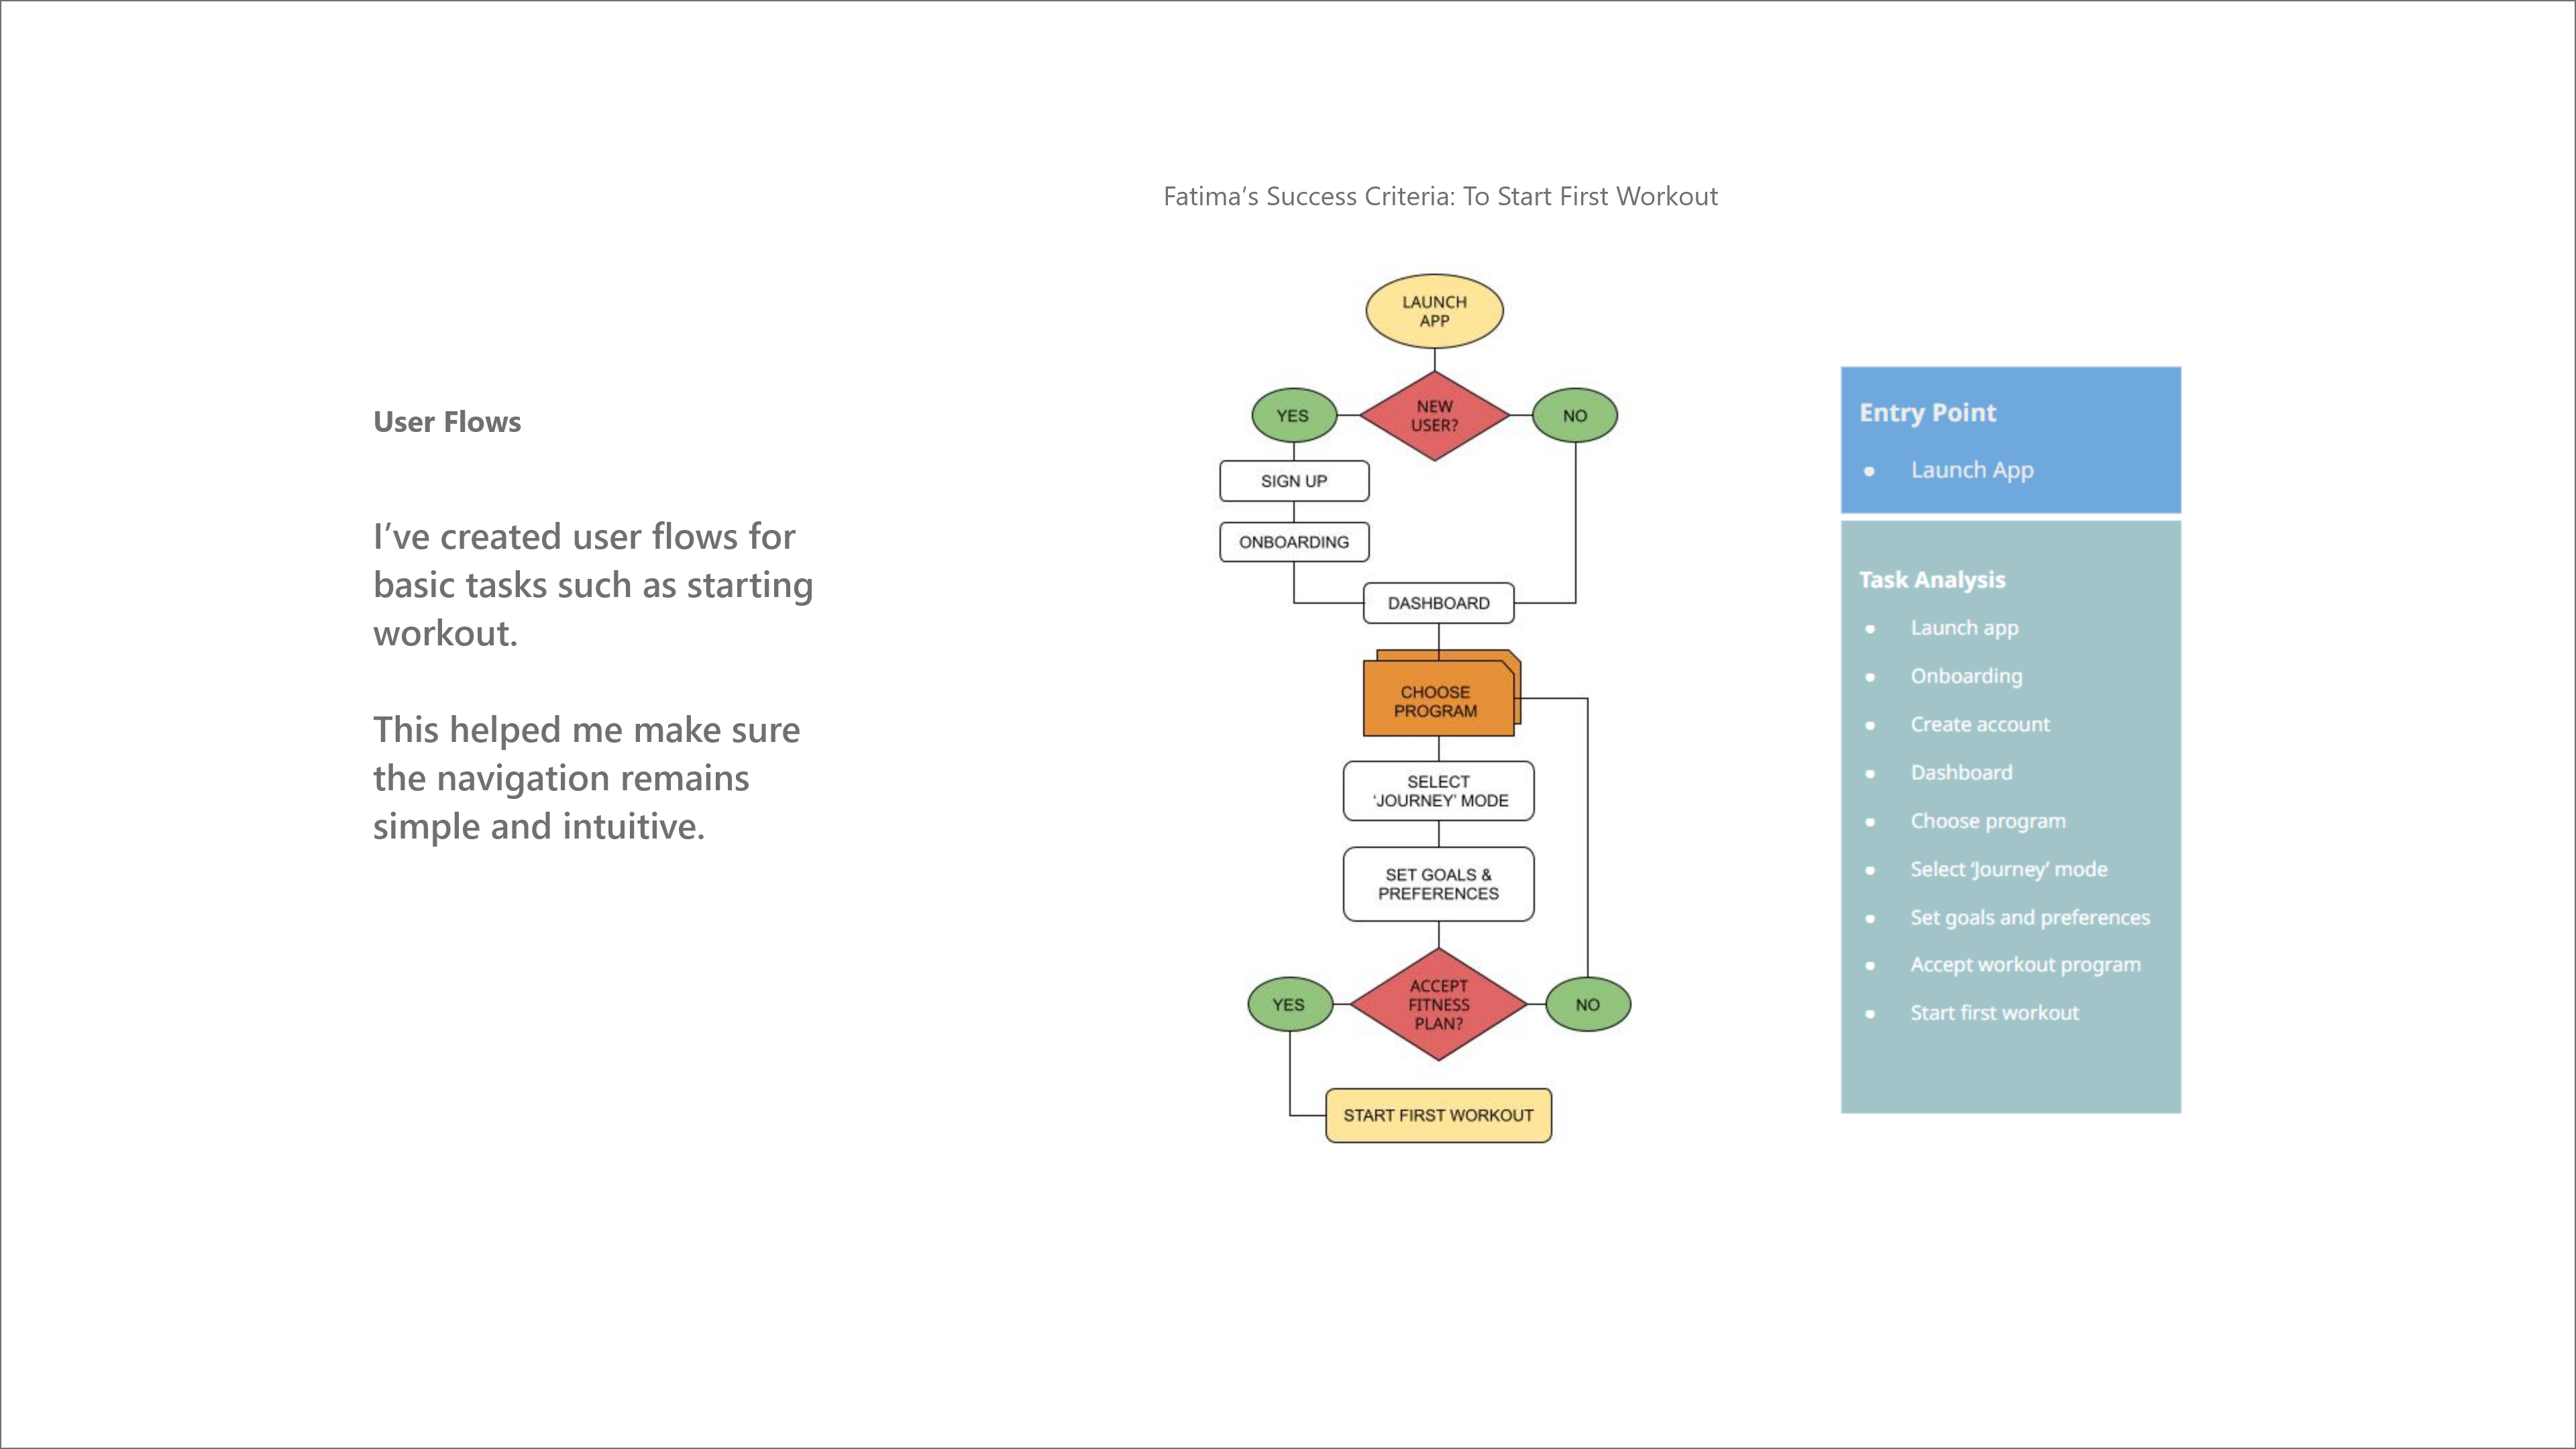 User Flows
I’ve created user flows for
basic tasks such as starting
workout.
This helped me make sure
the navigation remains
simple and intuitive.
Fatima’s Success Criteria: To Start First Workout
LAUNCH
APP
NEW
USER?
YES
NO
SIGN UP
ONBOARDING
DASHBOARD
CHOOSE
PROGRAM
SELECT
‘JOURNEY’ MODE
SET GOALS &
PREFERENCES
ACCEPT
FITNESS
PLAN?
YES
NO
START FIRST WORKOUT
Entry Point
● Launch App
Task Analysis
● Launch app
● Onboarding
● Create account
● Dashboard
● Choose program
● Select ‘Journey’ mode
● Set goals and preferences
● Accept workout program
● Start first workout